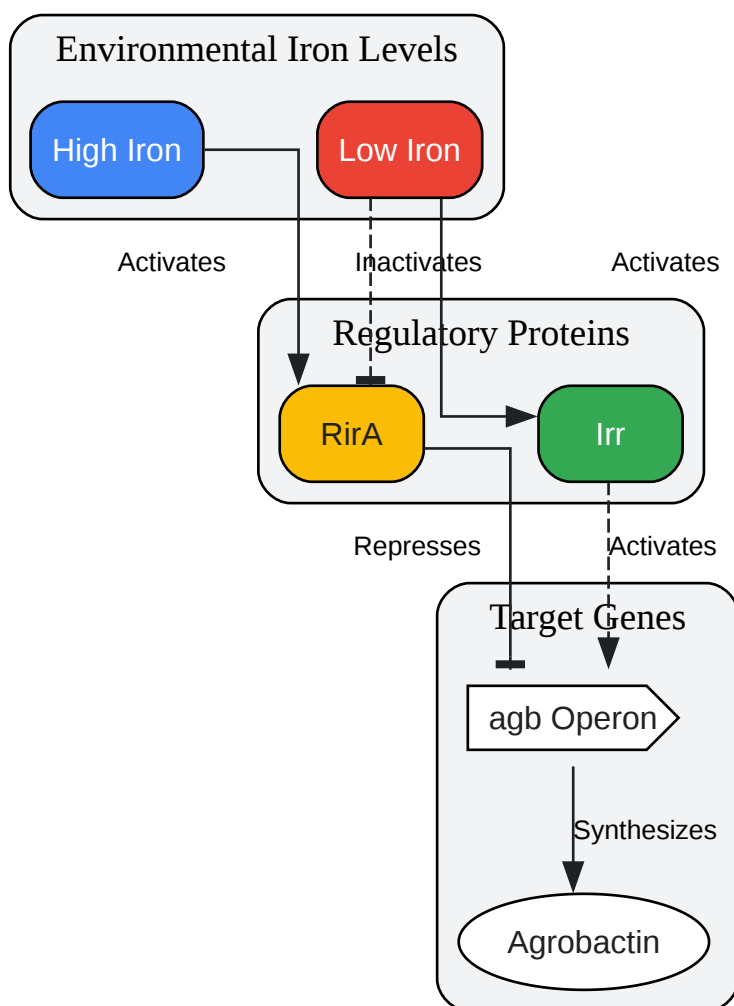 Environmental Iron Levels
High Iron
Low Iron
Activates
Inactivates
Activates
Regulatory Proteins
RirA
Irr
Represses
Activates
Target Genes
agb Operon
Synthesizes
Agrobactin